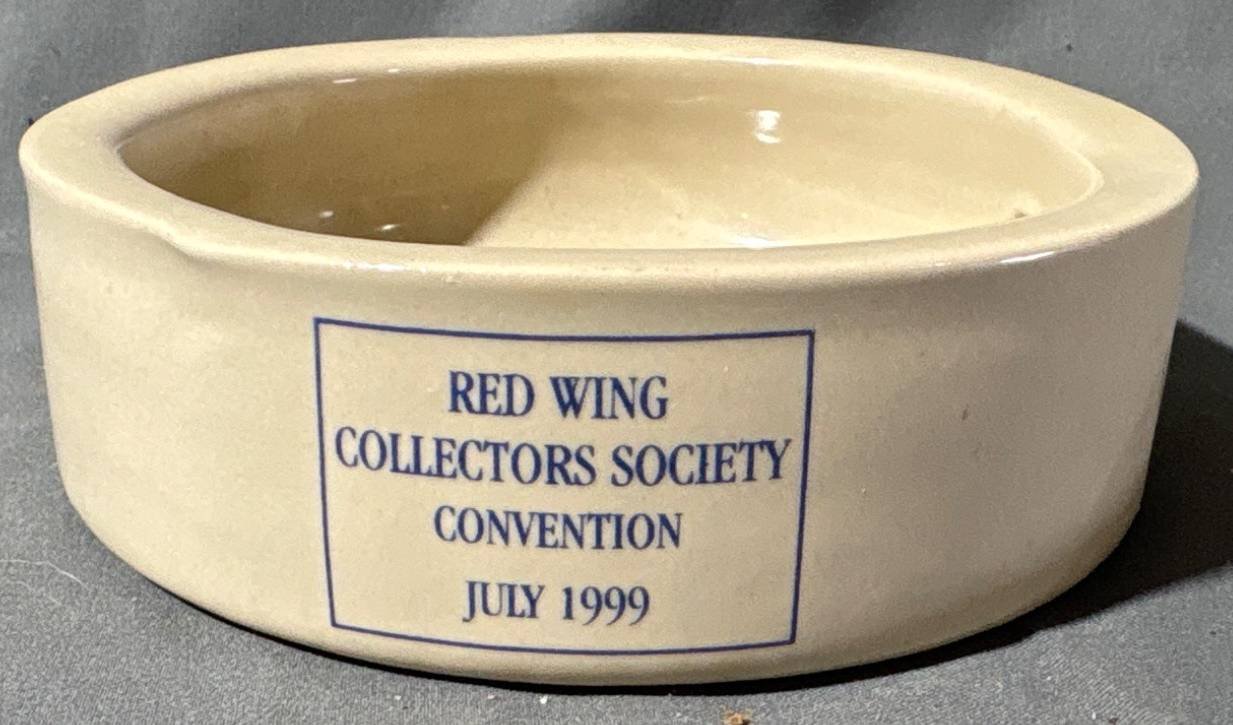 RED WING
COLLECTORS SOCIETY
CONVENTION
JULY 1999